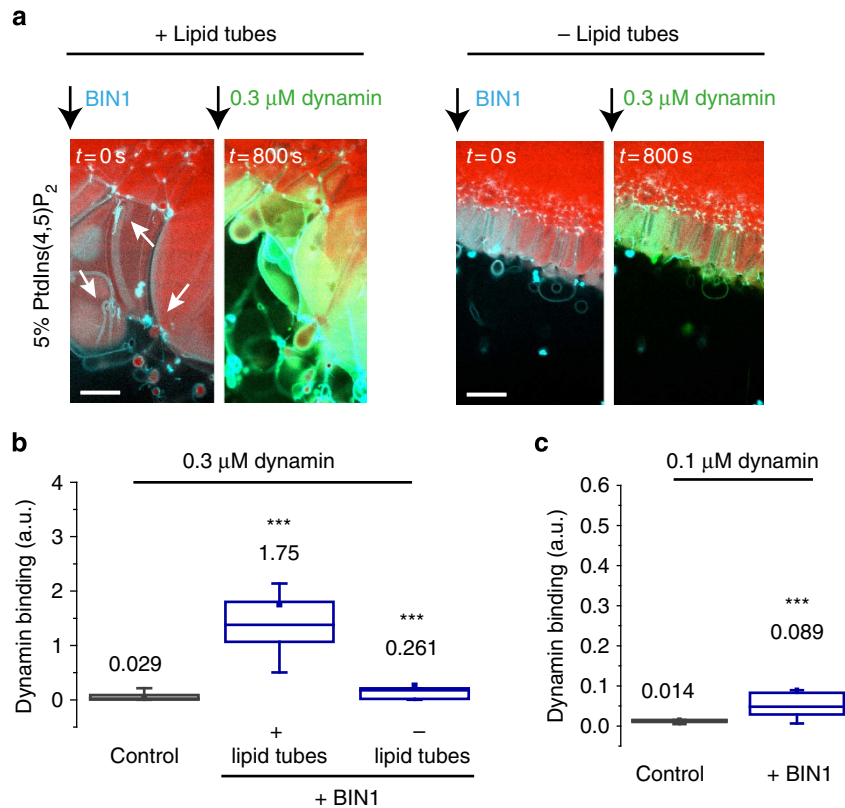 a
+ Lipid tubes
– Lipid tubes
BIN1
0.3 μM dynamin
BIN1
0.3 μM dynamin
5% PtdIns(4,5)P₂
t = 0 s
t = 800 s
t = 0 s
t = 800 s
b
0.3 μM dynamin
Dynamin binding (a.u.)
4
3
2
1
0
0.029
***
1.75
***
0.261
Control
+
lipid tubes
–
lipid tubes
+ BIN1
c
0.1 μM dynamin
Dynamin binding (a.u.)
0.6
0.5
0.4
0.3
0.2
0.1
0.0
0.014
***
0.089
Control
+ BIN1